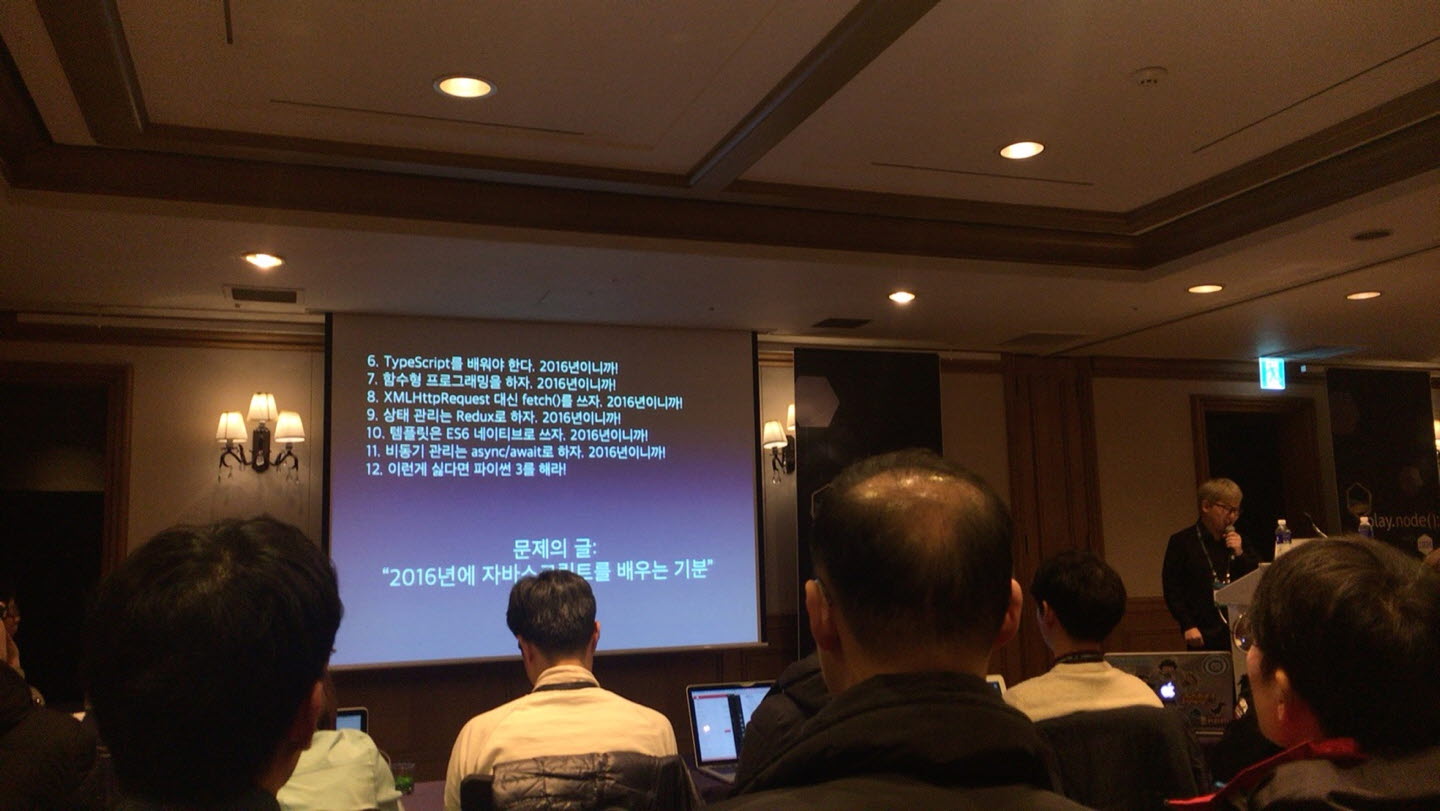 6. TypeScript를 배워야 한다. 2016년이니까!
7. 함수형 프로그래밍을 하자. 2016년이니까!
8. XMLHttpRequest 대신 fetch()를 쓰자. 2016년이니까!
9. 상태 관리는 Redux로 하자. 2016년이니까!
10. 템플릿은 ES6 네이티브로 쓰자. 2016년이니까!
11. 비동기 관리는 async/await로 하자. 2016년이니까!
12. 이런게 싫다면 파이썬 3를 해라!
문제의 글:
“2016년에 자바스크립트를 배우는 기분”
play.node();